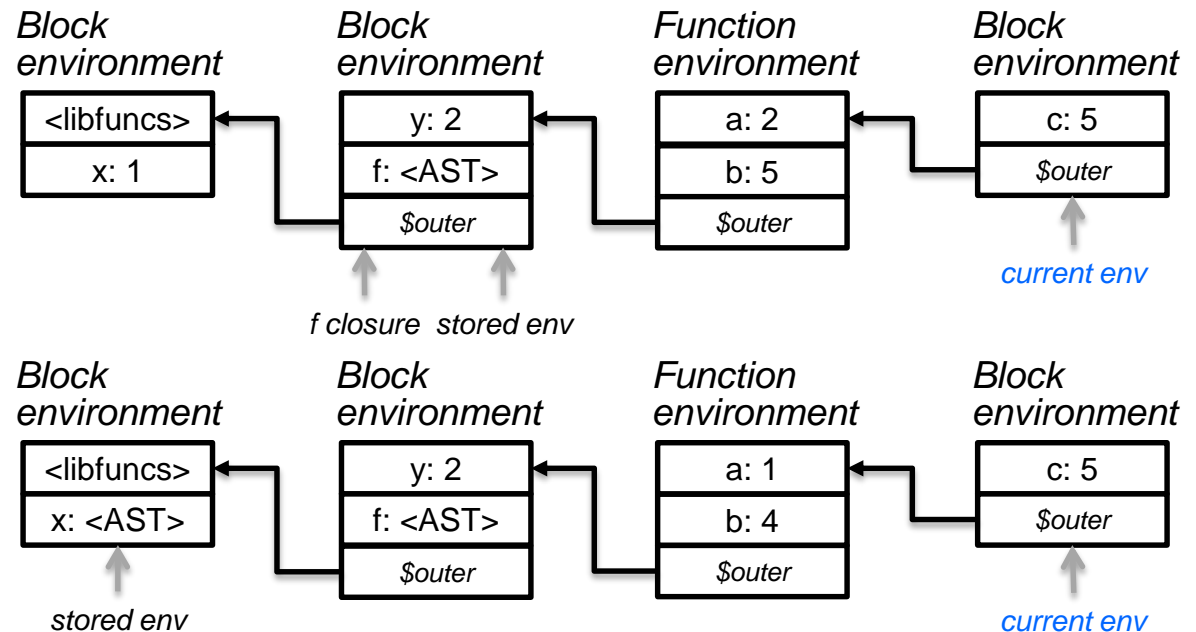 Block
environment
Block
environment
Function
environment
Block
environment
<libfuncs>
x: 1
y: 2
f: <AST>
$outer
a: 2
b: 5
$outer
c: 5
$outer
current env
f closure stored env
Block
environment
Block
environment
Function
environment
Block
environment
<libfuncs>
x: <AST>
y: 2
f: <AST>
$outer
a: 1
b: 4
$outer
c: 5
$outer
stored env
current env